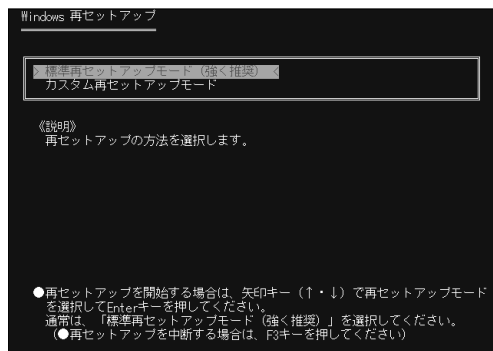 Windows 再セットアップ
> 標準再セットアップモード（強く推奨） <
カスタム再セットアップモード
《説明》
再セットアップの方法を選択します。
●再セットアップを開始する場合は、矢印キー（↑・↓）で再セットアップモード
を選択してEnterキーを押してください。
通常は、「標準再セットアップモード（強く推奨）」を選択してください。
（●再セットアップを中断する場合は、F3キーを押してください）